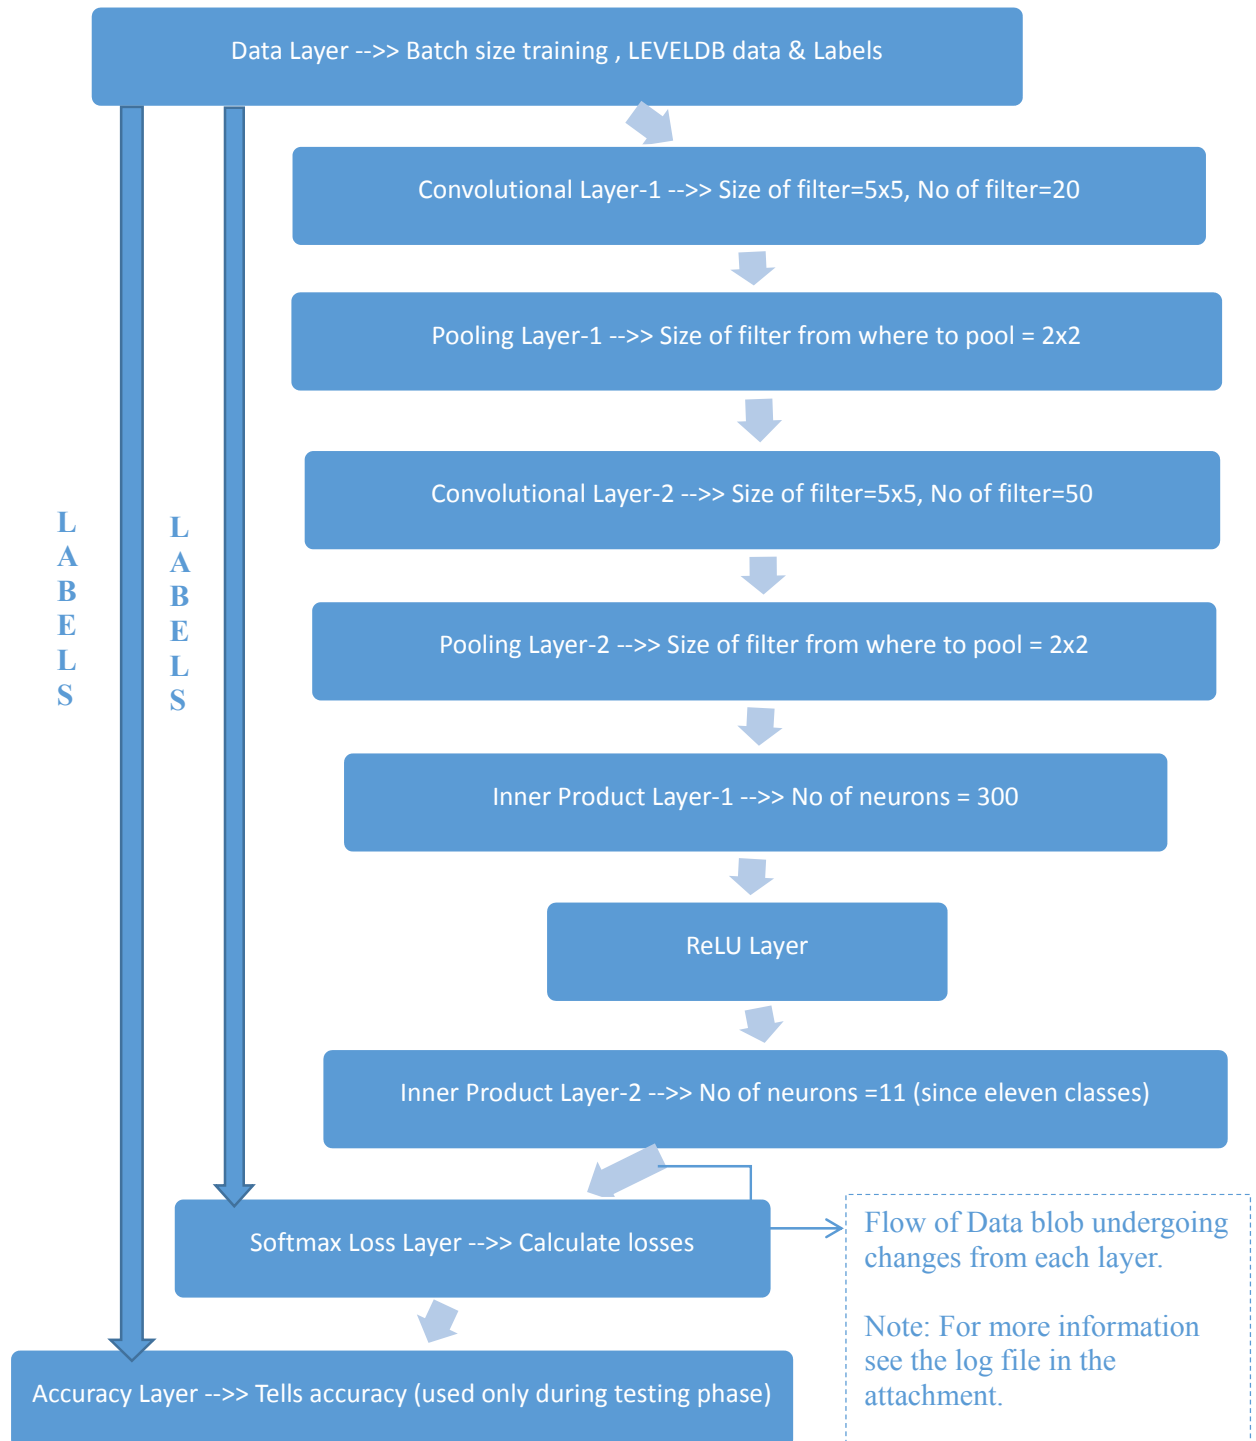 Data Layer -->> Batch size training , LEVELDB data & Labels
Convolutional Layer-1 -->> Size of filter=5x5, No of filter=20
Pooling Layer-1 -->> Size of filter from where to pool = 2x2
Convolutional Layer-2 -->> Size of filter=5x5, No of filter=50
L
A
B
E
L
S
L
A
B
E
L
S
Pooling Layer-2 -->> Size of filter from where to pool = 2x2
Inner Product Layer-1 -->> No of neurons = 300
ReLU Layer
Inner Product Layer-2 -->> No of neurons =11 (since eleven classes)
Softmax Loss Layer -->> Calculate losses
Flow of Data blob undergoing
changes from each layer.
Note: For more information
see the log file in the
attachment.
Accuracy Layer -->> Tells accuracy (used only during testing phase)